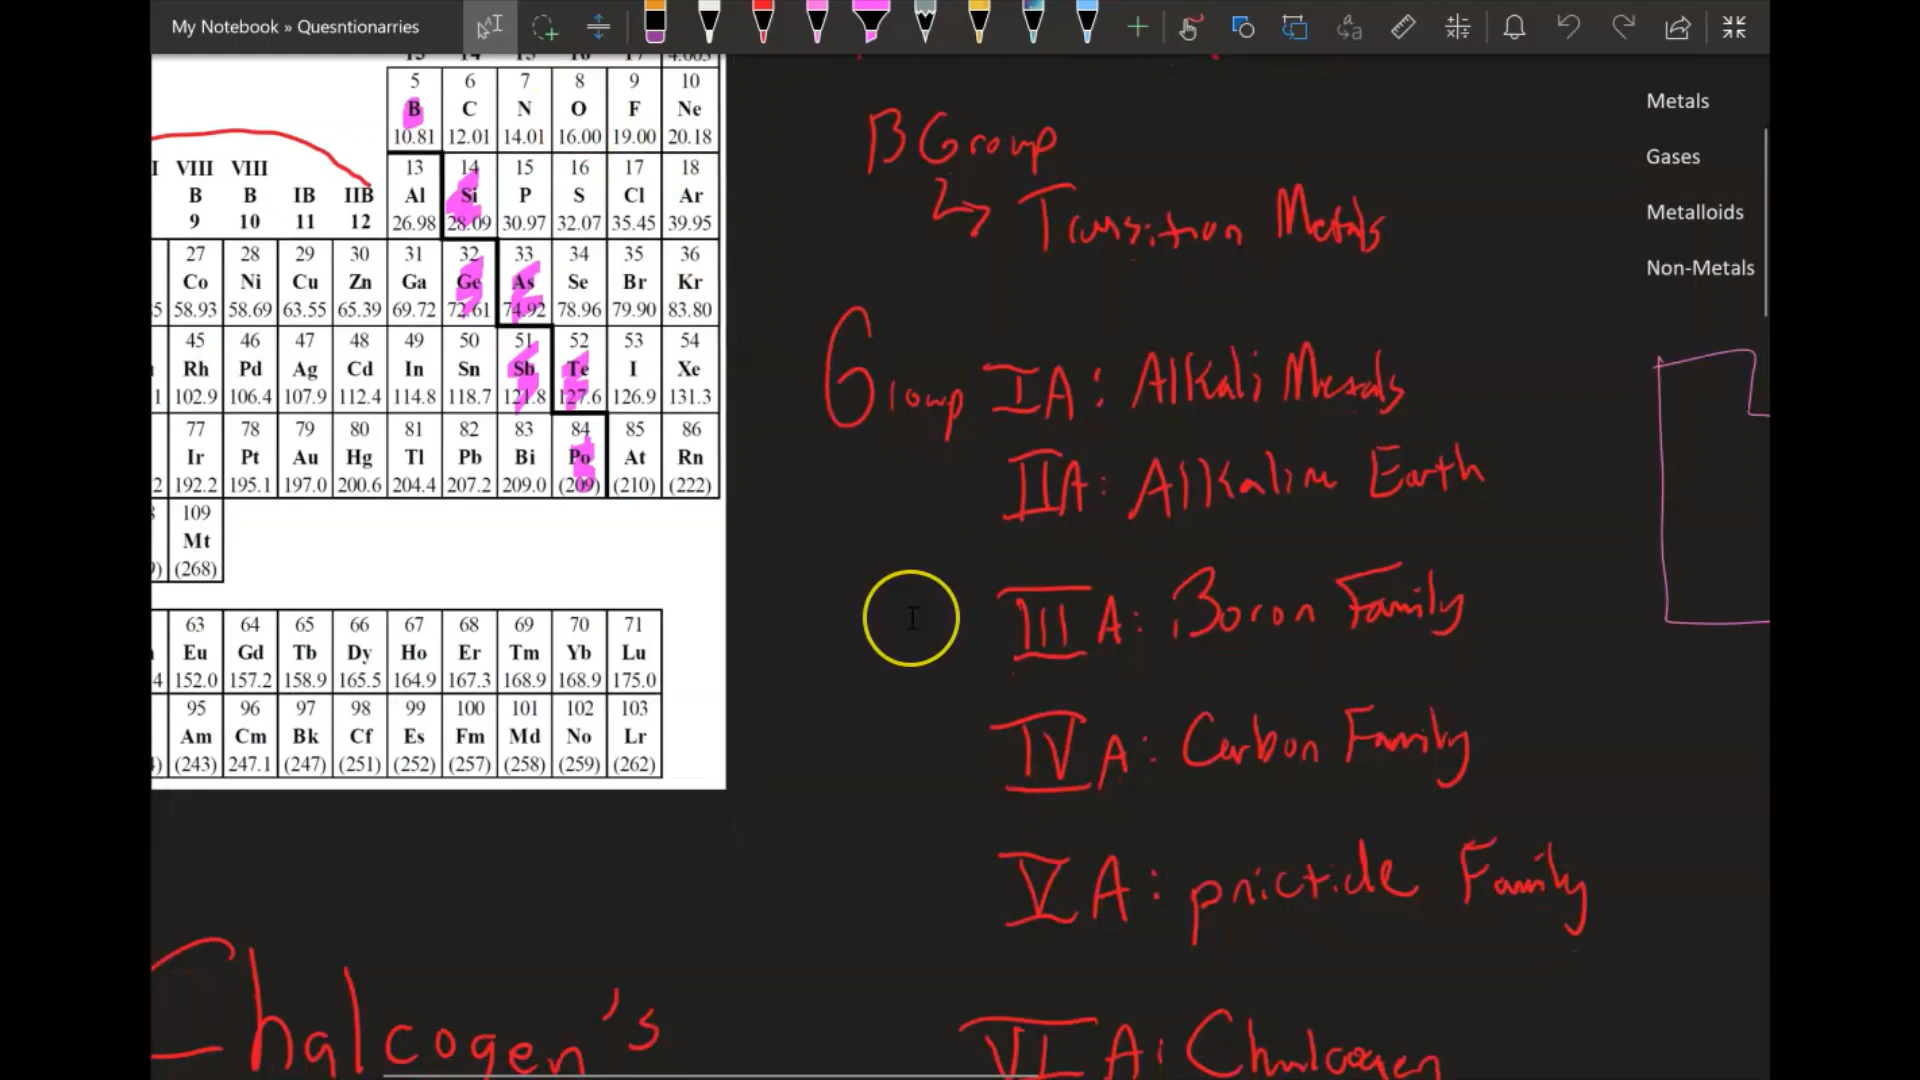 My Notebook » Quesntionarries
13 14 15 16 17 4.003
5 6 7 8 9 10
B C N O F Ne
10.81 12.01 14.01 16.00 19.00 20.18
I VIII VIII 13 14 15 16 17 18
B B IB IIB Al Si P S Cl Ar
9 10 11 12 26.98 28.09 30.97 32.07 35.45 39.95
27 28 29 30 31 32 33 34 35 36
Co Ni Cu Zn Ga Ge As Se Br Kr
58.93 58.69 63.55 65.39 69.72 72.61 74.92 78.96 79.90 83.80
45 46 47 48 49 50 51 52 53 54
Rh Pd Ag Cd In Sn Sb Te I Xe
102.9 106.4 107.9 112.4 114.8 118.7 121.8 127.6 126.9 131.3
77 78 79 80 81 82 83 84 85 86
Ir Pt Au Hg Tl Pb Bi Po At Rn
192.2 195.1 197.0 200.6 204.4 207.2 209.0 (209) (210) (222)
109
Mt
(268)
63 64 65 66 67 68 69 70 71
Eu Gd Tb Dy Ho Er Tm Yb Lu
152.0 157.2 158.9 165.5 164.9 167.3 168.9 168.9 175.0
95 96 97 98 99 100 101 102 103
Am Cm Bk Cf Es Fm Md No Lr
(243) 247.1 (247) (251) (252) (257) (258) (259) (262)
Chalcogen's
B Group
Transition Metals
Group IA: Alkali Metals
IIA: Alkaline Earth
III A: Boron Family
IV A: Carbon Family
V A: pnictide Family
VI A: Chalcogen
Metals
Gases
Metalloids
Non-Metals